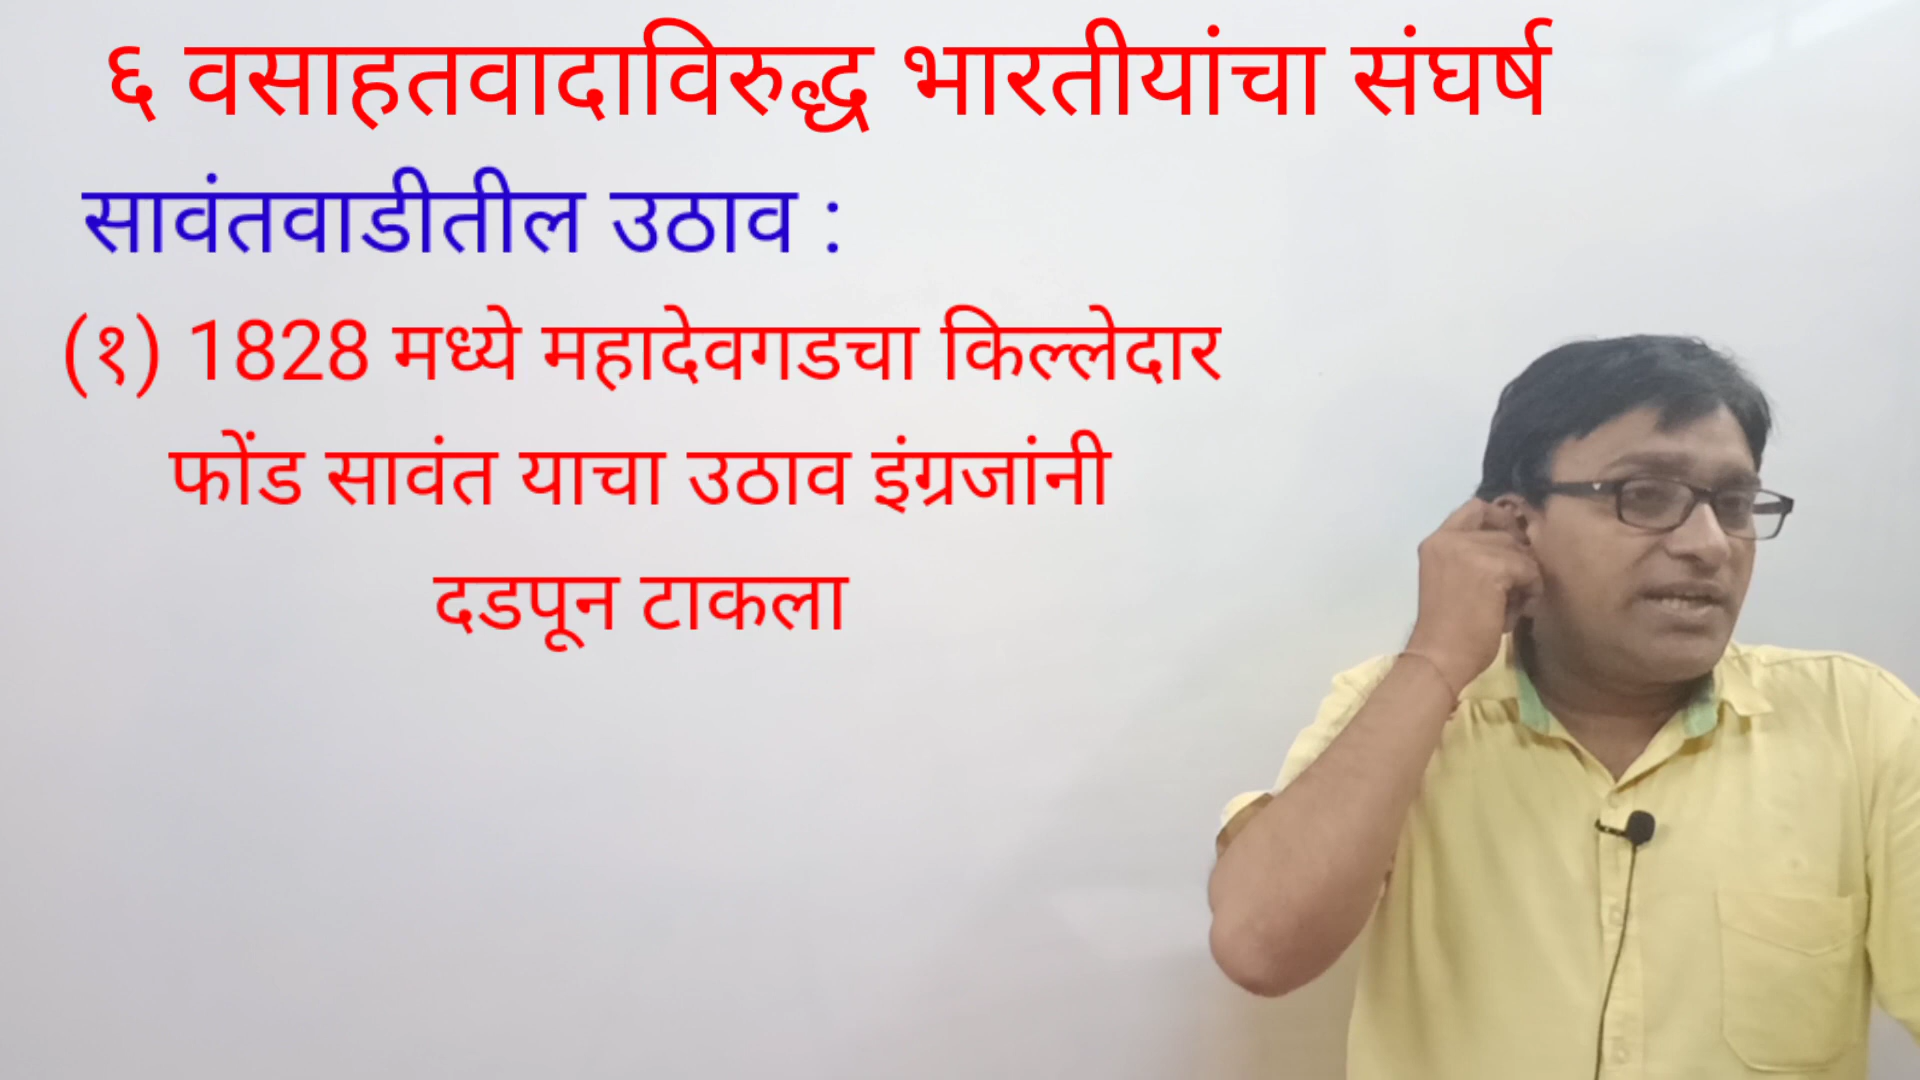 ६ वसाहतवादाविरुद्ध भारतीयांचा संघर्ष
सावंतवाडीतील उठाव :
(१) 1828 मध्ये महादेवगडचा किल्लेदार
फोंड सावंत याचा उठाव इंग्रजांनी
दडपून टाकला